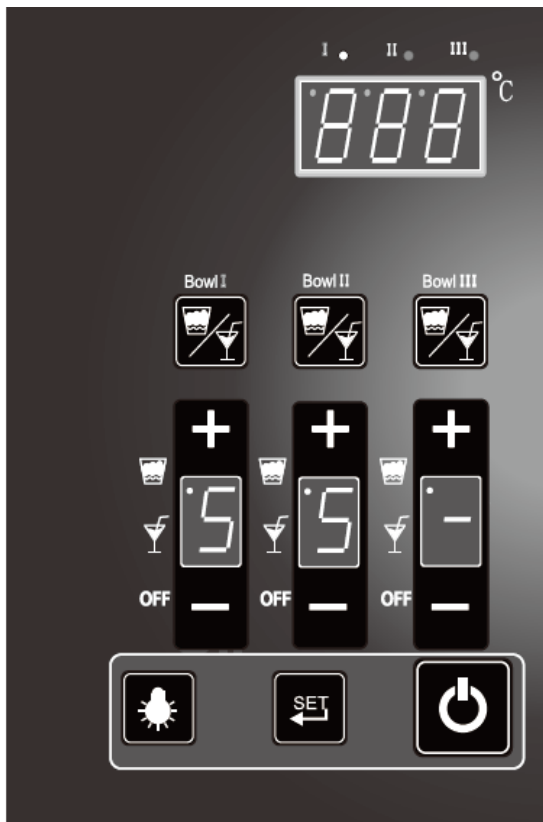 I II III
888 °C
Bowl I Bowl II Bowl III
+ + +
5 5 -
OFF OFF OFF
− − −
SET